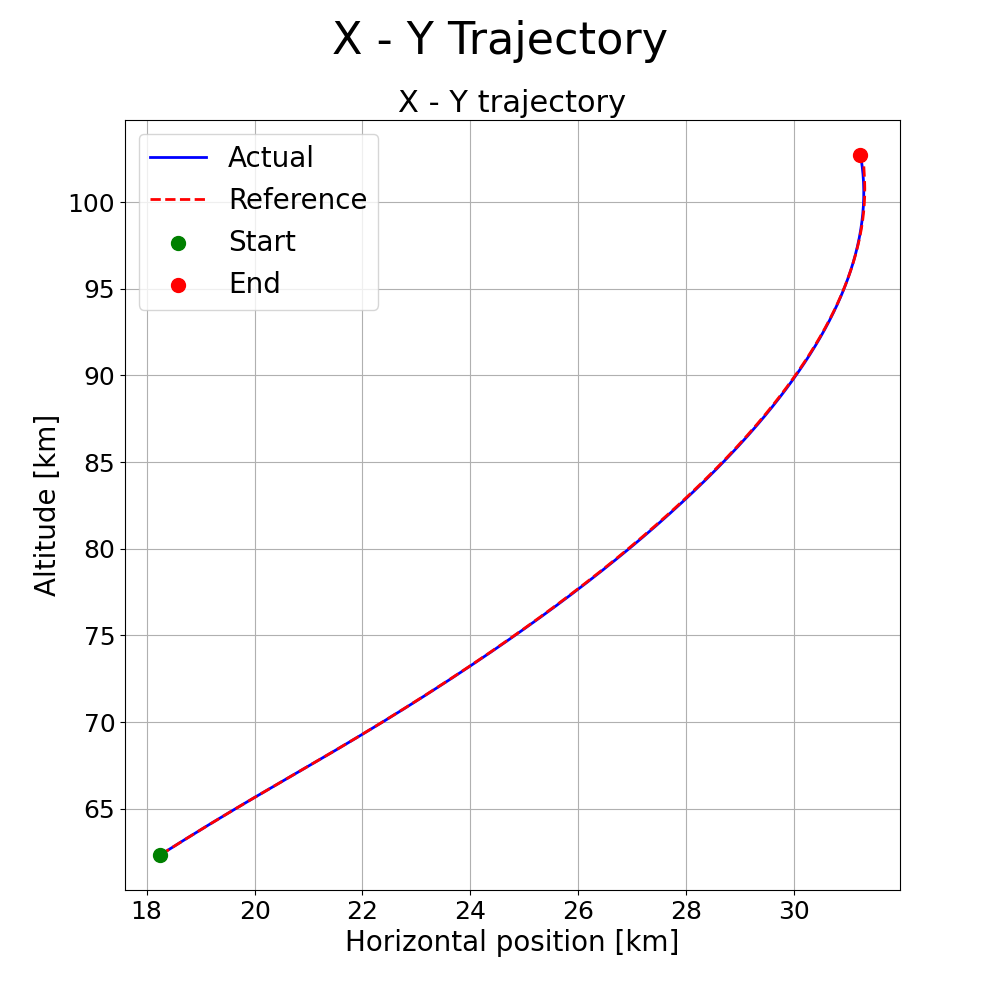 X - Y Trajectory
X - Y trajectory
Actual
Reference
Start
End
100
95
90
85
80
75
70
65
Altitude [km]
18 20 22 24 26 28 30
Horizontal position [km]